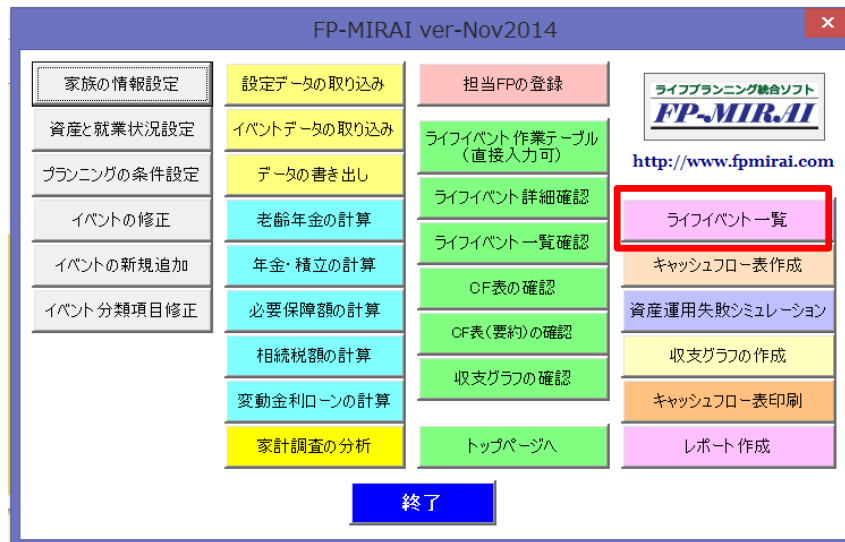 FP-MIRAI ver-Nov2014
×
家族の情報設定
資産と就業状況設定
プランニングの条件設定
イベントの修正
イベントの新規追加
イベント分類項目修正
設定データの取り込み
イベントデータの取り込み
データの書き出し
老齢年金の計算
年金・積立の計算
必要保障額の計算
相続税額の計算
変動金利ローンの計算
家計調査の分析
担当FPの登録
ライフイベント作業テーブル
(直接入力可)
ライフイベント詳細確認
ライフイベント一覧確認
CF表の確認
CF表(要約)の確認
収支グラフの確認
トップページへ
ライフプランニング統合ソフト
FP-MIRAI
http://www.fpmirai.com
ライフイベント一覧
キャッシュフロー表作成
資産運用失敗シミュレーション
収支グラフの作成
キャッシュフロー表印刷
レポート作成
終了